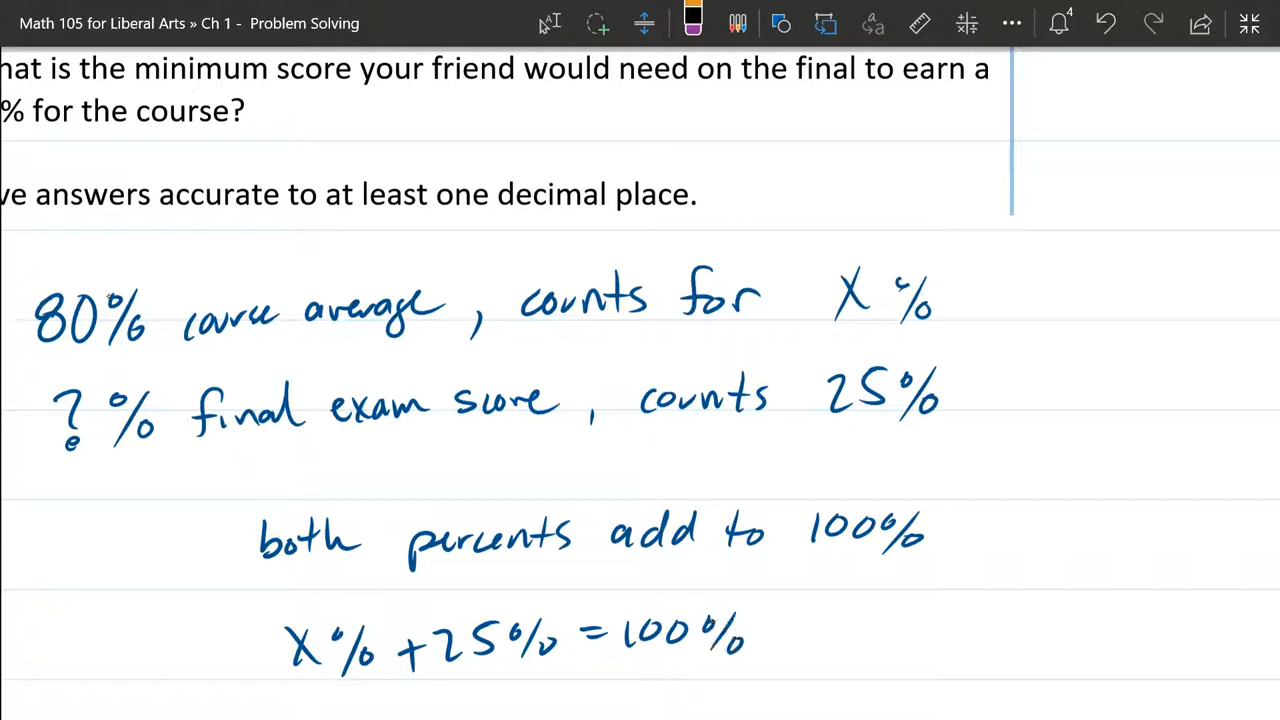 Math 105 for Liberal Arts » Ch 1 - Problem Solving
4
hat is the minimum score your friend would need on the final to earn a
% for the course?
ve answers accurate to at least one decimal place.
80% course average, counts for X%
?% final exam score, counts 25%
both percents add to 100%
X% + 25% = 100%